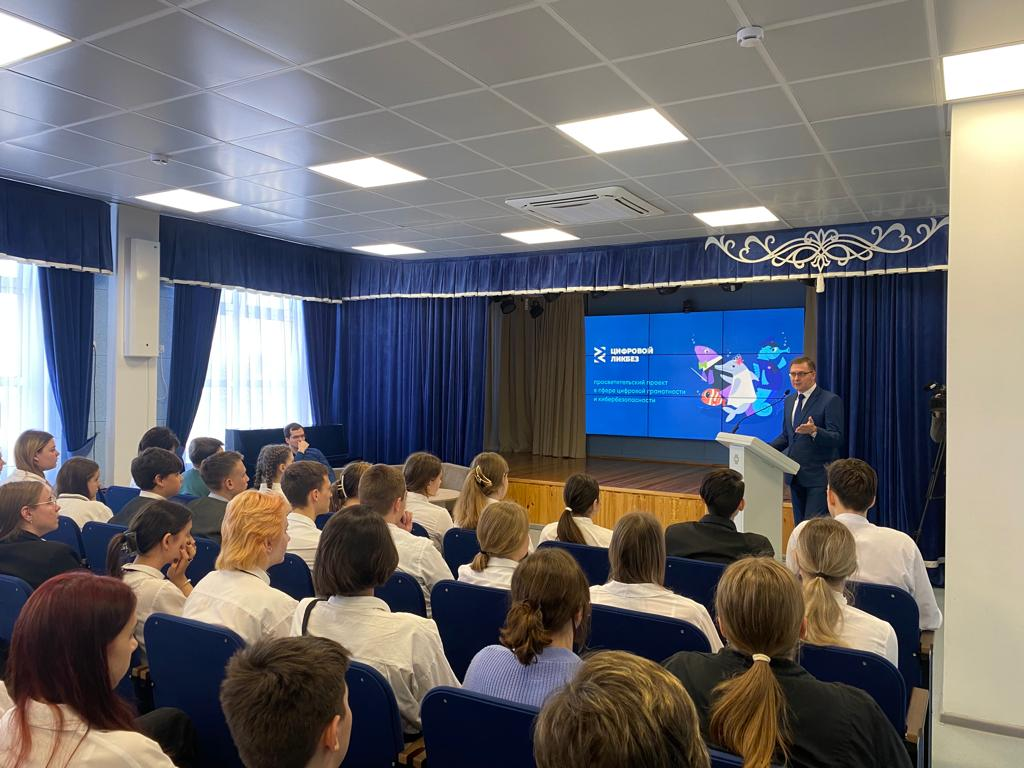 ЦИФРОВОЙ
ЛИКБЕЗ
просветительский проект
в сфере цифровой грамотности
и кибербезопасности